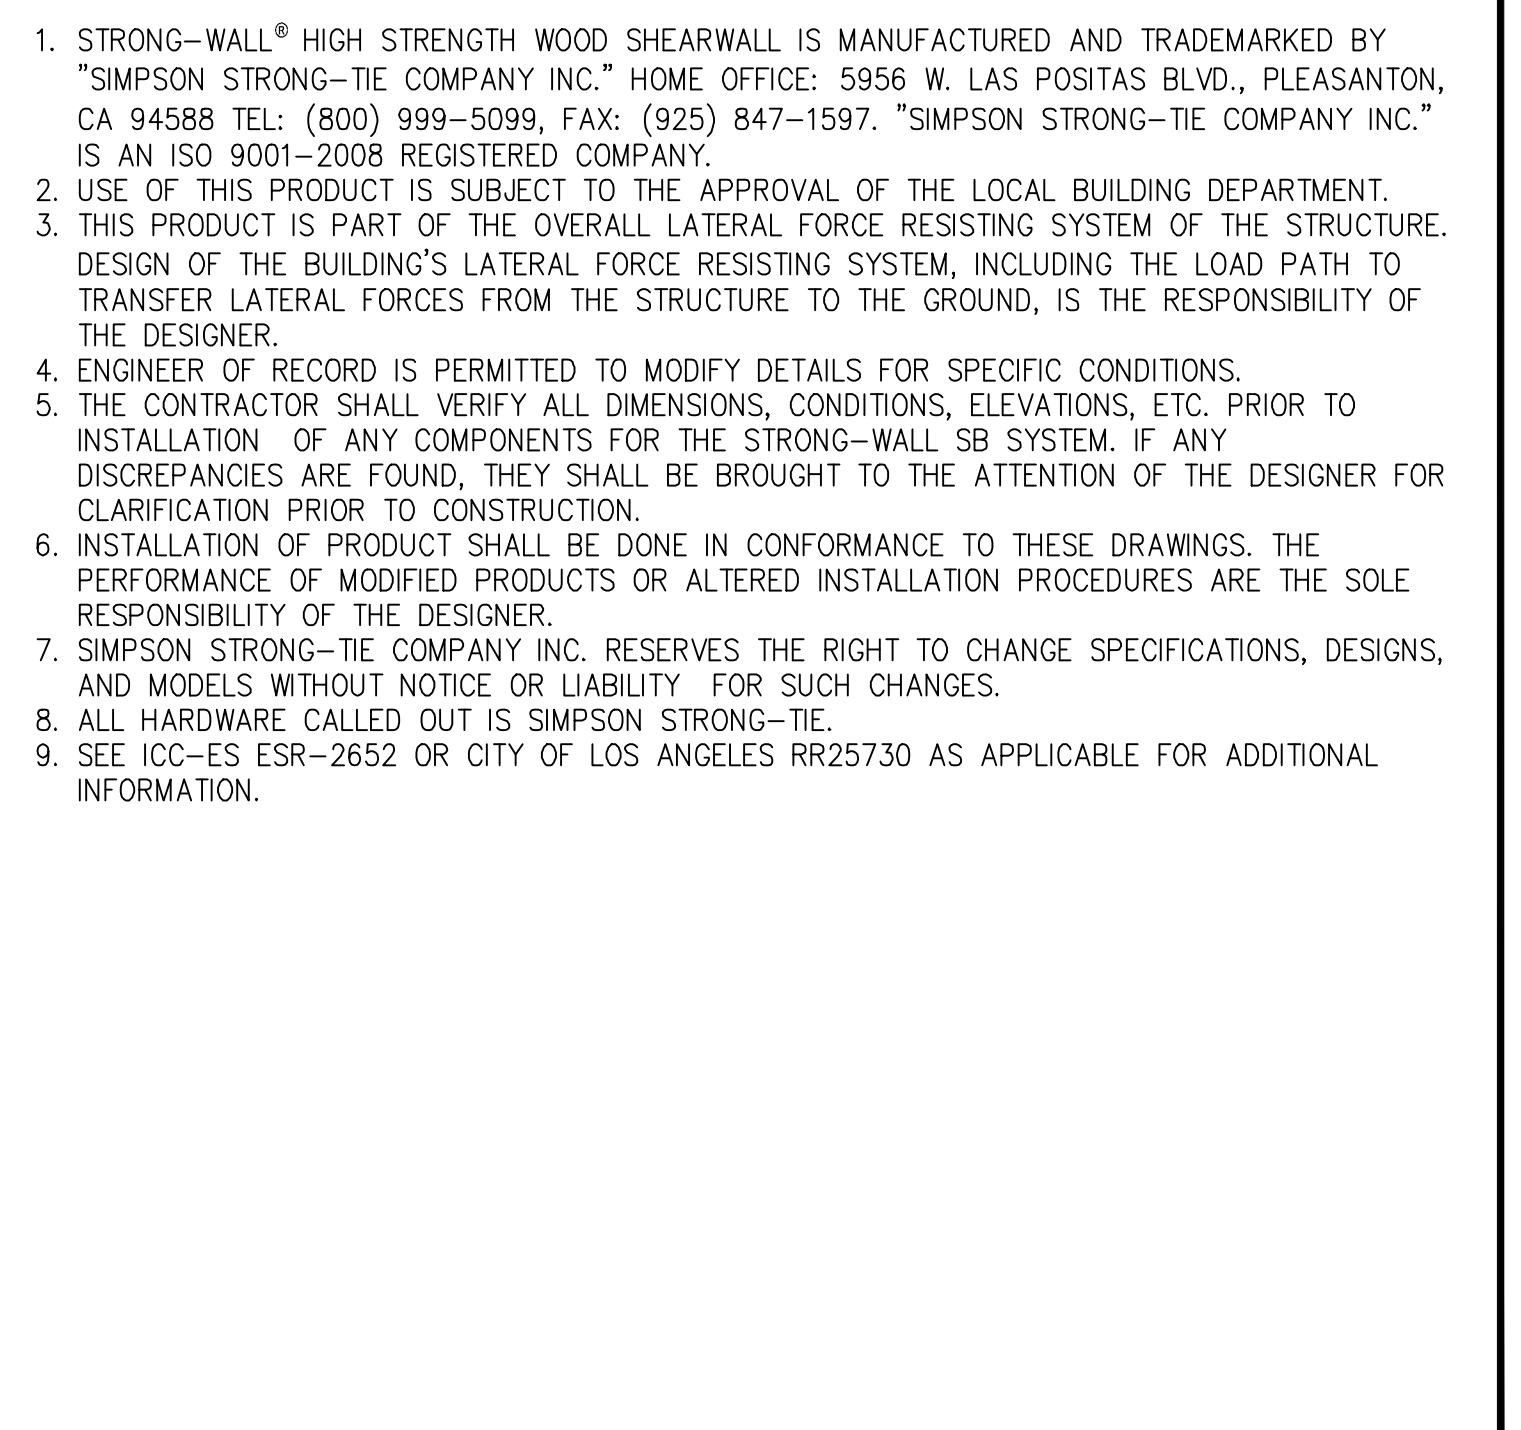 1. STRONG-WALL® HIGH STRENGTH WOOD SHEARWALL IS MANUFACTURED AND TRADEMARKED BY
"SIMPSON STRONG-TIE COMPANY INC." HOME OFFICE: 5956 W. LAS POSITAS BLVD., PLEASANTON,
CA 94588 TEL: (800) 999-5099, FAX: (925) 847-1597. "SIMPSON STRONG-TIE COMPANY INC."
IS AN ISO 9001-2008 REGISTERED COMPANY.
2. USE OF THIS PRODUCT IS SUBJECT TO THE APPROVAL OF THE LOCAL BUILDING DEPARTMENT.
3. THIS PRODUCT IS PART OF THE OVERALL LATERAL FORCE RESISTING SYSTEM OF THE STRUCTURE.
DESIGN OF THE BUILDING'S LATERAL FORCE RESISTING SYSTEM, INCLUDING THE LOAD PATH TO
TRANSFER LATERAL FORCES FROM THE STRUCTURE TO THE GROUND, IS THE RESPONSIBILITY OF
THE DESIGNER.
4. ENGINEER OF RECORD IS PERMITTED TO MODIFY DETAILS FOR SPECIFIC CONDITIONS.
5. THE CONTRACTOR SHALL VERIFY ALL DIMENSIONS, CONDITIONS, ELEVATIONS, ETC. PRIOR TO
INSTALLATION OF ANY COMPONENTS FOR THE STRONG-WALL SB SYSTEM. IF ANY
DISCREPANCIES ARE FOUND, THEY SHALL BE BROUGHT TO THE ATTENTION OF THE DESIGNER FOR
CLARIFICATION PRIOR TO CONSTRUCTION.
6. INSTALLATION OF PRODUCT SHALL BE DONE IN CONFORMANCE TO THESE DRAWINGS. THE
PERFORMANCE OF MODIFIED PRODUCTS OR ALTERED INSTALLATION PROCEDURES ARE THE SOLE
RESPONSIBILITY OF THE DESIGNER.
7. SIMPSON STRONG-TIE COMPANY INC. RESERVES THE RIGHT TO CHANGE SPECIFICATIONS, DESIGNS,
AND MODELS WITHOUT NOTICE OR LIABILITY FOR SUCH CHANGES.
8. ALL HARDWARE CALLED OUT IS SIMPSON STRONG-TIE.
9. SEE ICC-ES ESR-2652 OR CITY OF LOS ANGELES RR25730 AS APPLICABLE FOR ADDITIONAL
INFORMATION.